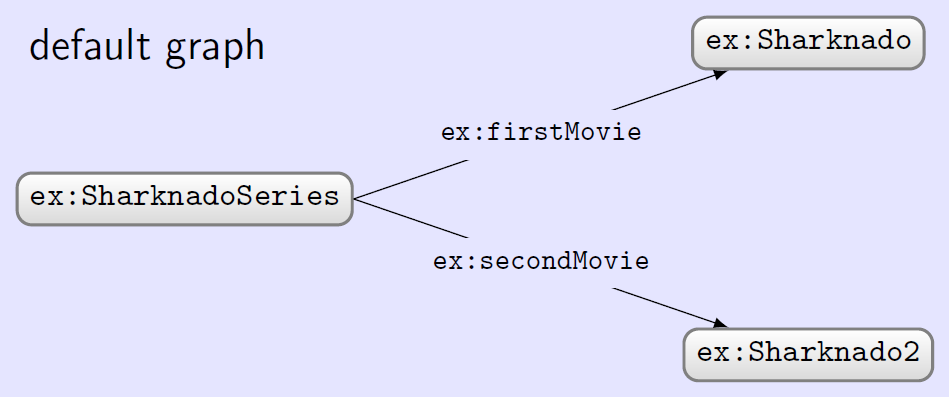 default graph
ex:Sharknado
ex:firstMovie
ex:SharknadoSeries
ex:secondMovie
ex:Sharknado2